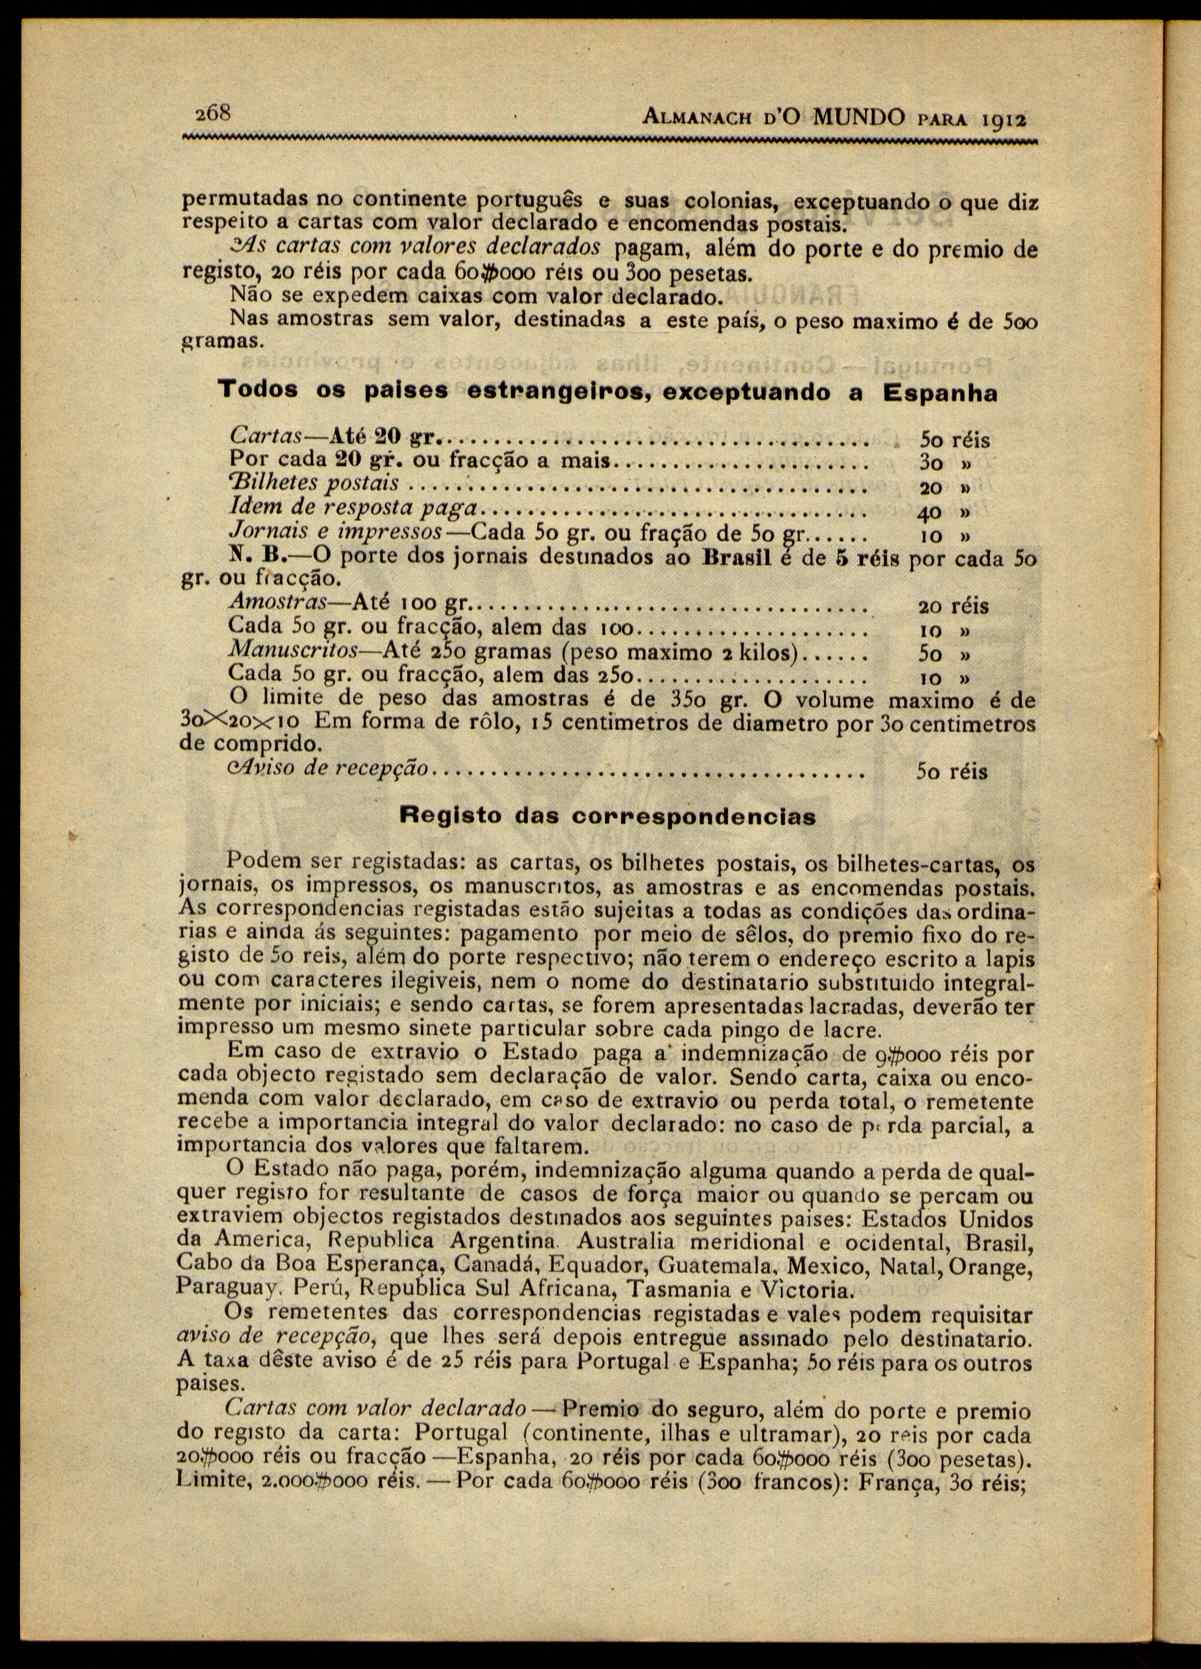 268 ALMANACH D'O MUNDO PARA 1912
permutadas no continente português e suas colonias, exceptuando o que diz
respeito a cartas com valor declarado e encomendas postais.
As cartas com valores declarados pagam, além do porte e do premio de
registo, 20 réis por cada 60$000 réis ou 300 pesetas.
Não se expedem caixas com valor declarado.
Nas amostras sem valor, destinadas a este país, o peso maximo é de 500
gramas.
Todos os paises estrangeiros, exceptuando a Espanha
Cartas—Até 20 gr. 50 réis
Por cada 20 gr. ou fracção a mais 30 »
Bilhetes postais 20 »
Idem de resposta paga 40 »
Jornais e impressos—Cada 50 gr. ou fração de 50 gr. 10 »
N. B.—O porte dos jornais destinados ao Brasil é de 5 réis por cada 50
gr. ou fracção.
Amostras—Até 100 gr. 20 réis
Cada 50 gr. ou fracção, alem das 100 10 »
Manuscritos—Até 250 gramas (peso maximo 2 kilos) 50 »
Cada 50 gr. ou fracção, alem das 250 10 »
O limite de peso das amostras é de 350 gr. O volume maximo é de
30×20×10 Em forma de rôlo, 15 centimetros de diametro por 30 centimetros
de comprido.
Aviso de recepção 50 réis
Registo das correspondencias
Podem ser registadas: as cartas, os bilhetes postais, os bilhetes-cartas, os
jornais, os impressos, os manuscritos, as amostras e as encomendas postais.
As correspondencias registadas estão sujeitas a todas as condições das ordina-
rias e ainda ás seguintes: pagamento por meio de sêlos, do premio fixo do re-
gisto de 50 reis, além do porte respectivo; não terem o endereço escrito a lapis
ou com caracteres ilegiveis, nem o nome do destinatario substituido integral-
mente por iniciais; e sendo cartas, se forem apresentadas lacradas, deverão ter
impresso um mesmo sinete particular sobre cada pingo de lacre.
Em caso de extravio o Estado paga a indemnização de 9$000 réis por
cada objecto registado sem declaração de valor. Sendo carta, caixa ou enco-
menda com valor declarado, em caso de extravio ou perda total, o remetente
recebe a importancia integral do valor declarado: no caso de perda parcial, a
importancia dos valores que faltarem.
O Estado não paga, porém, indemnização alguma quando a perda de qual-
quer registo for resultante de casos de força maior ou quando se percam ou
extraviem objectos registados destinados aos seguintes paises: Estados Unidos
da America, Republica Argentina. Australia meridional e ocidental, Brasil,
Cabo da Boa Esperança, Canadá, Equador, Guatemala, Mexico, Natal, Orange,
Paraguay. Perú, Republica Sul Africana, Tasmania e Victoria.
Os remetentes das correspondencias registadas e vales podem requisitar
aviso de recepção, que lhes será depois entregue assinado pelo destinatario.
A taxa dêste aviso é de 25 réis para Portugal e Espanha; 50 réis para os outros
paises.
Cartas com valor declarado — Premio do seguro, além do porte e premio
do registo da carta: Portugal (continente, ilhas e ultramar), 20 reis por cada
20$000 réis ou fracção — Espanha, 20 réis por cada 60$000 réis (300 pesetas).
Limite, 2.000$000 réis. — Por cada 60$000 réis (300 francos): França, 30 réis;